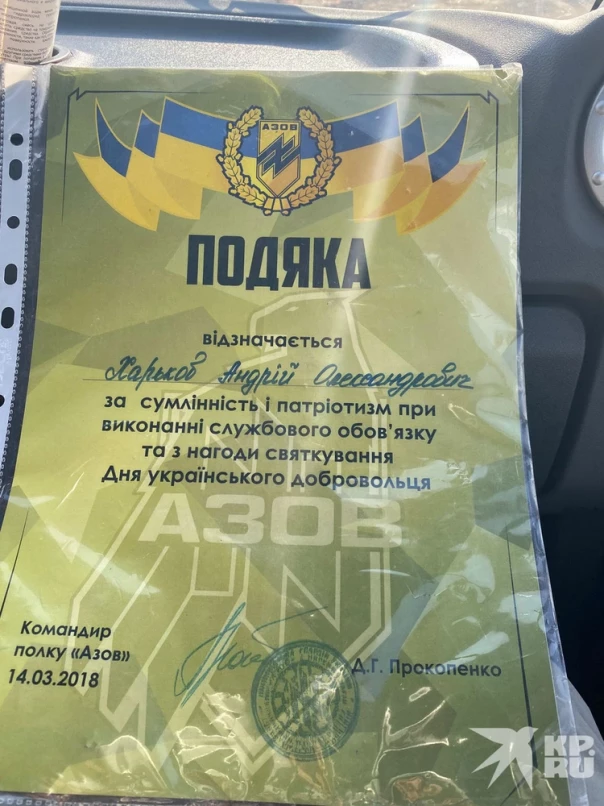 АЗОВ
ПОДЯКА
відзначається
Харьков Андрій Олександрович
за сумлінність і патріотизм при
виконанні службового обов'язку
та з нагоди святкування
Дня українського добровольця
АЗОВ
Командир
полку «Азов»
14.03.2018
Д.Г. Прокопенко
KP.
RU